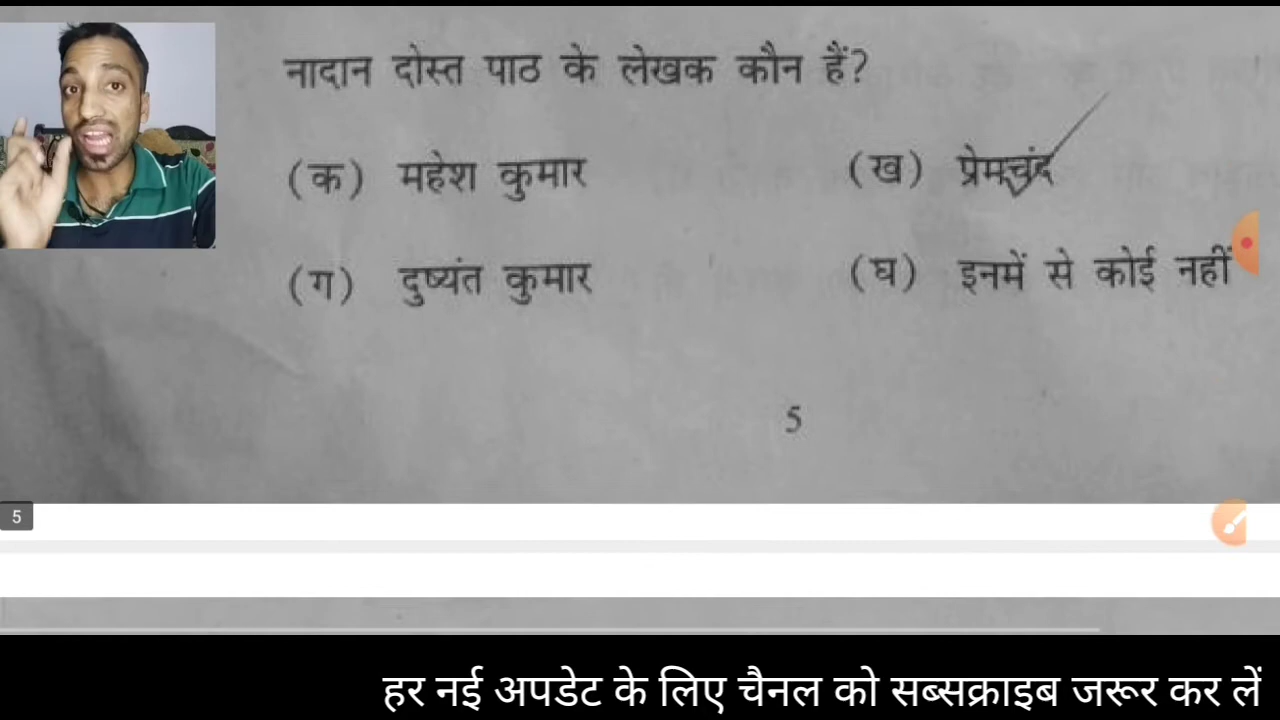 नादान दोस्त पाठ के लेखक कौन हैं?
(क) महेश कुमार (ख) प्रेमचंद
(ग) दुष्यंत कुमार (घ) इनमें से कोई नहीं
5
5
हर नई अपडेट के लिए चैनल को सब्सक्राइब जरूर कर लें